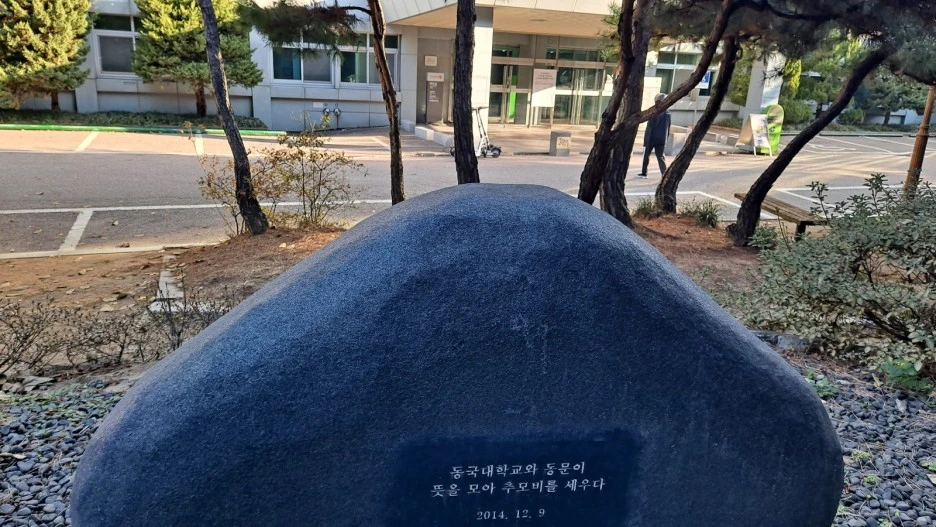 동국대학교와 동문이
뜻을 모아 추모비를 세우다
2014. 12. 9